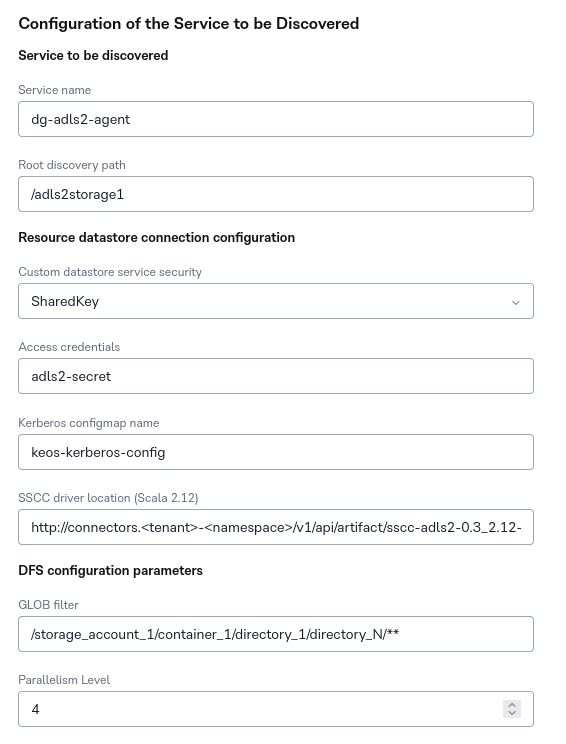 Configuration of the Service to be Discovered
Service to be discovered
Service name
dg-adls2-agent
Root discovery path
/adls2storage1
Resource datastore connection configuration
Custom datastore service security
SharedKey
Access credentials
adls2-secret
Kerberos configmap name
keos-kerberos-config
SSCC driver location (Scala 2.12)
http://connectors.<tenant>-<namespace>/v1/api/artifact/sscc-adls2-0.3_2.12-
DFS configuration parameters
GLOB filter
/storage_account_1/container_1/directory_1/directory_N/**
Parallelism Level
4